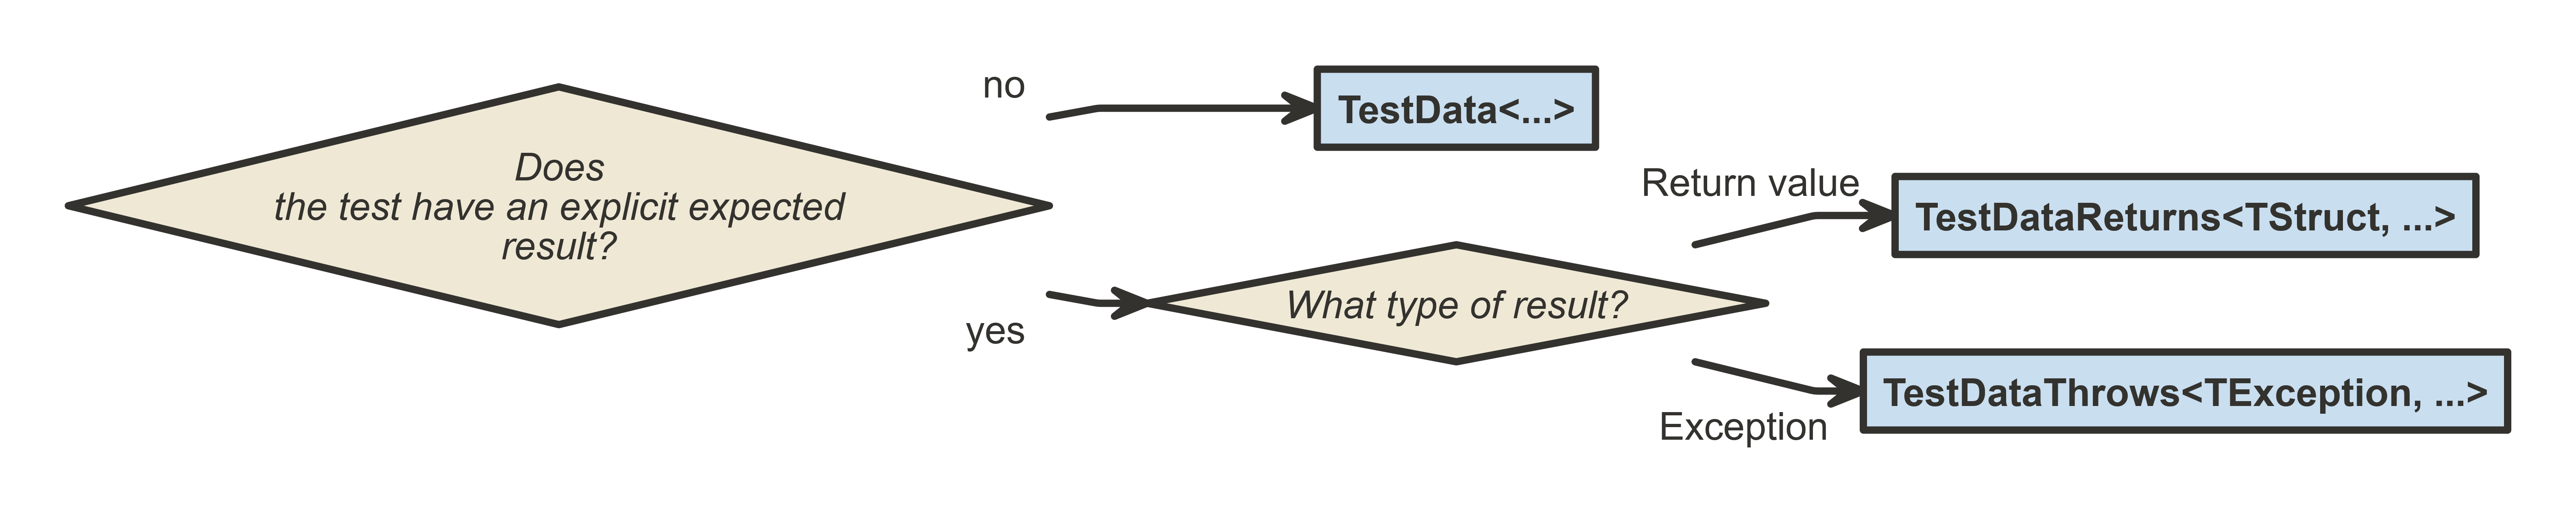 Does
the test have an explicit expected
result?
no
TestData<...>
yes
What type of result?
Return value
TestDataReturns<TStruct, ...>
Exception
TestDataThrows<TException, ...>